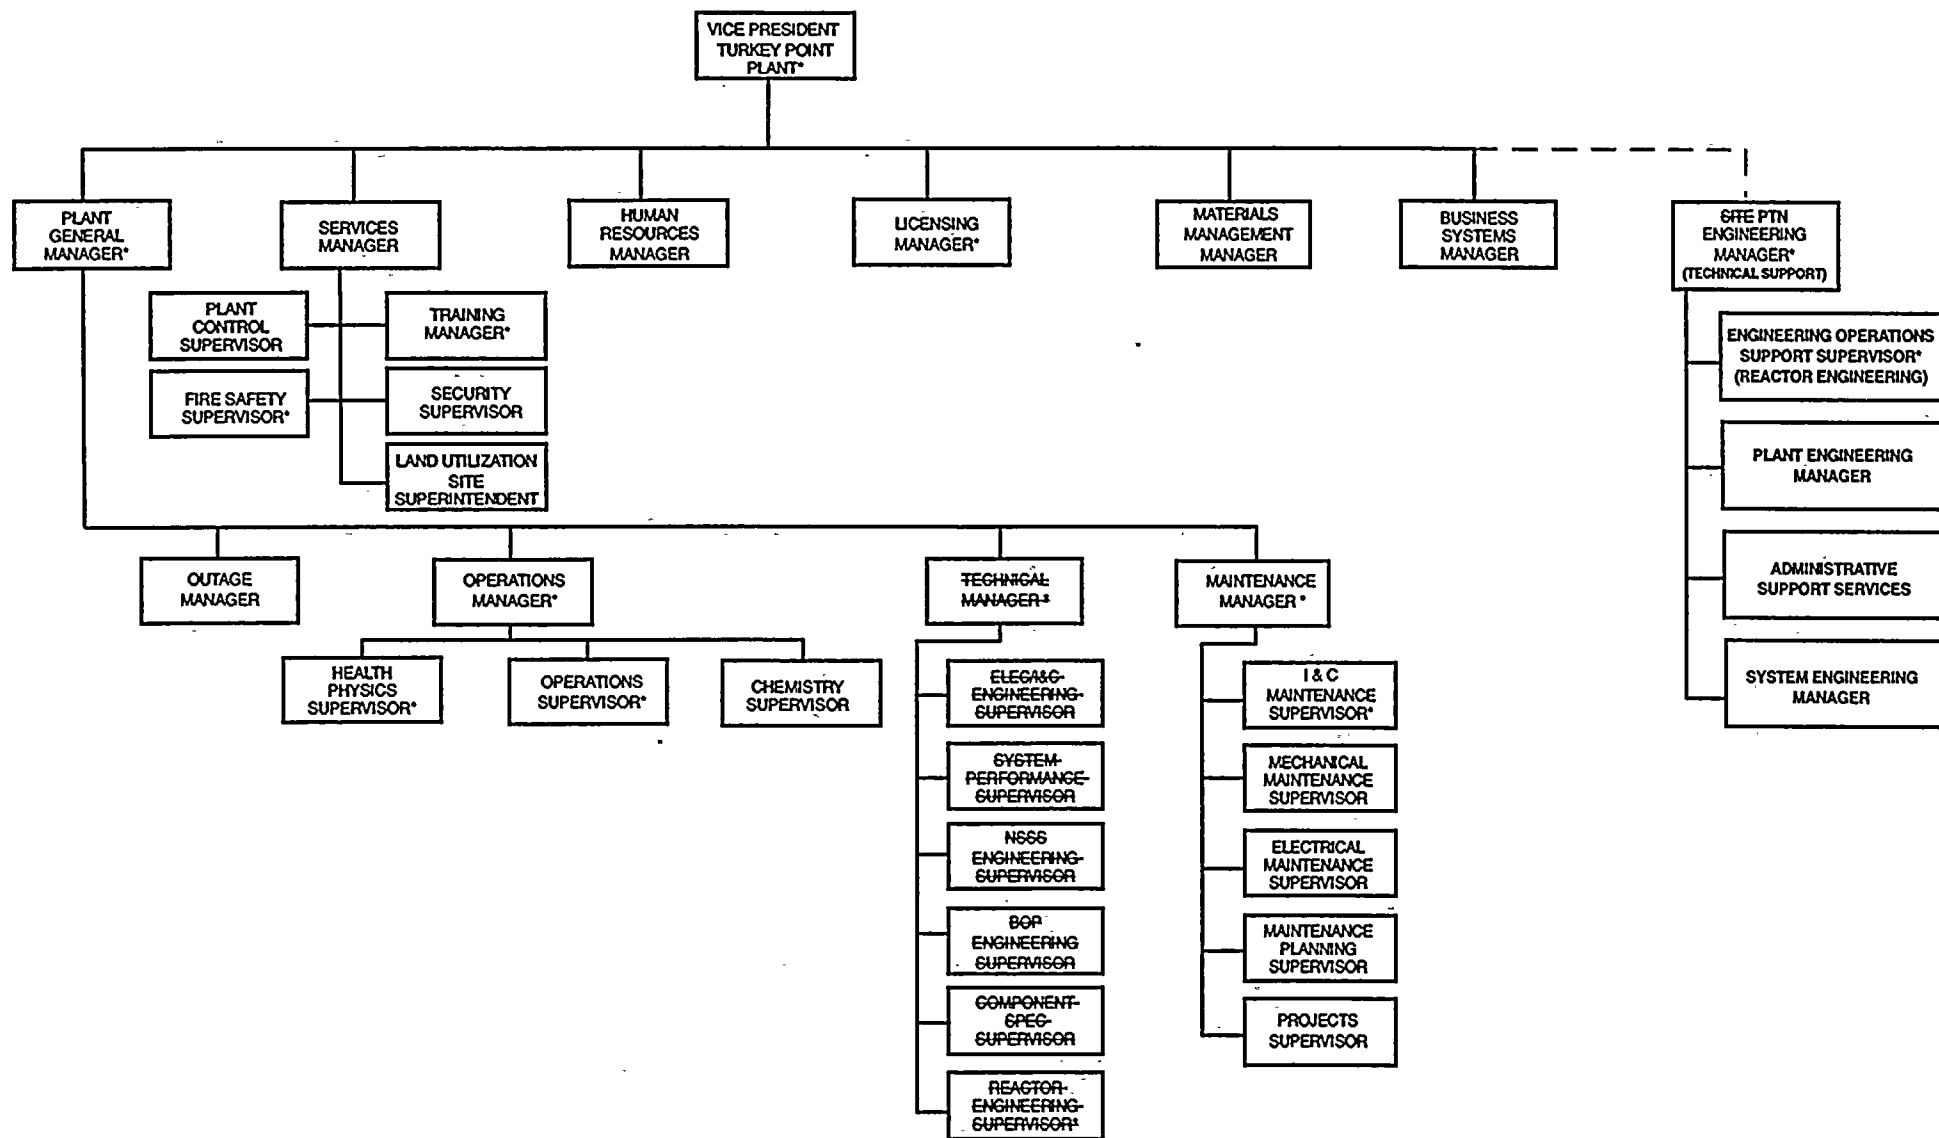 VICE PRESIDENT
TURKEY POINT
PLANT*
PLANT
GENERAL
MANAGER*
SERVICES
MANAGER
HUMAN
RESOURCES
MANAGER
LICENSING
MANAGER*
MATERIALS
MANAGEMENT
MANAGER
BUSINESS
SYSTEMS
MANAGER
SITE PTN
ENGINEERING
MANAGER*
(TECHNICAL SUPPORT)
PLANT
CONTROL
SUPERVISOR
TRAINING
MANAGER*
FIRE SAFETY
SUPERVISOR*
SECURITY
SUPERVISOR
LAND UTILIZATION
SITE
SUPERINTENDENT
ENGINEERING OPERATIONS
SUPPORT SUPERVISOR*
(REACTOR ENGINEERING)
PLANT ENGINEERING
MANAGER
ADMINISTRATIVE
SUPPORT SERVICES
SYSTEM ENGINEERING
MANAGER
OUTAGE
MANAGER
OPERATIONS
MANAGER*
TECHNICAL
MANAGER*
MAINTENANCE
MANAGER*
HEALTH
PHYSICS
SUPERVISOR*
OPERATIONS
SUPERVISOR*
CHEMISTRY
SUPERVISOR
ELEC/I&C
ENGINEERING
SUPERVISOR
SYSTEM
PERFORMANCE
SUPERVISOR
NSSS
ENGINEERING
SUPERVISOR
BOP
ENGINEERING
SUPERVISOR
COMPONENT
SPEC
SUPERVISOR
REACTOR
ENGINEERING
SUPERVISOR*
I & C
MAINTENANCE
SUPERVISOR*
MECHANICAL
MAINTENANCE
SUPERVISOR
ELECTRICAL
MAINTENANCE
SUPERVISOR
MAINTENANCE
PLANNING
SUPERVISOR
PROJECTS
SUPERVISOR